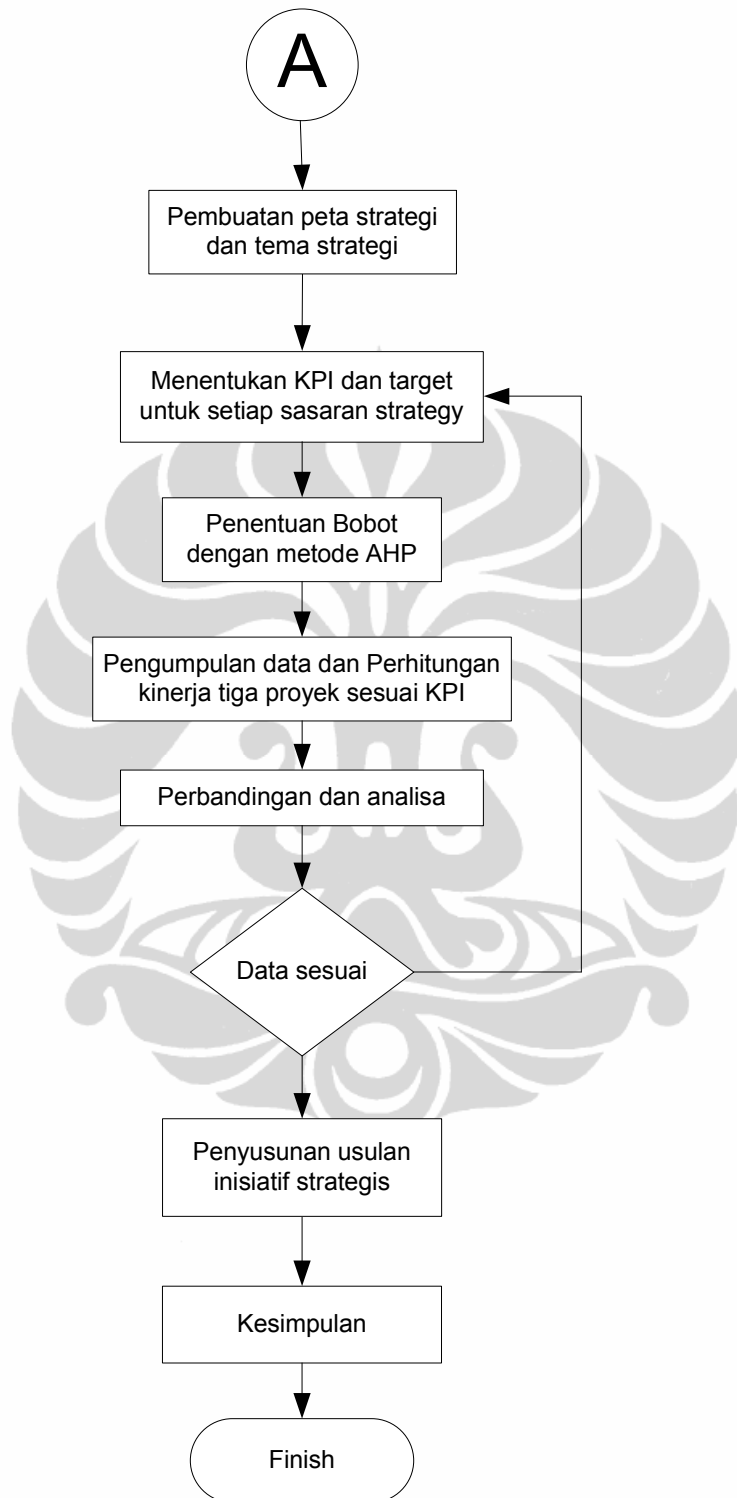 A
Pembuatan peta strategi
dan tema strategi
Menentukan KPI dan target
untuk setiap sasaran strategy
Penentuan Bobot
dengan metode AHP
Pengumpulan data dan Perhitungan
kinerja tiga proyek sesuai KPI
Perbandingan dan analisa
Data sesuai
Penyusunan usulan
inisiatif strategis
Kesimpulan
Finish